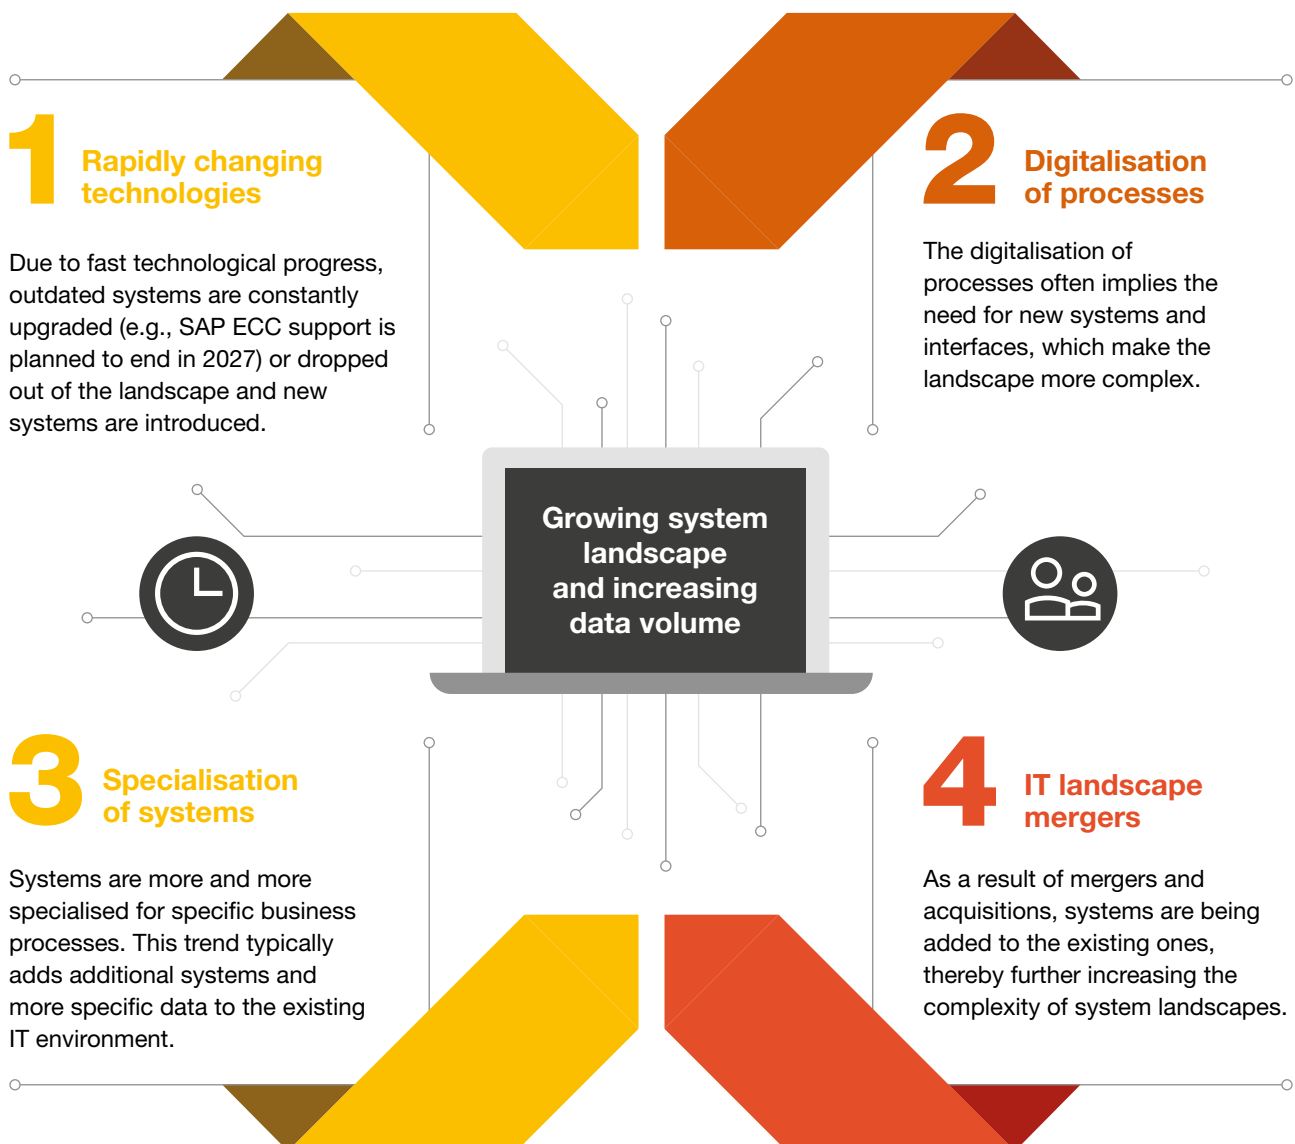 1
Rapidly changing
technologies
Due to fast technological progress,
outdated systems are constantly
upgraded (e.g., SAP ECC support is
planned to end in 2027) or dropped
out of the landscape and new
systems are introduced.
2
Digitalisation
of processes
The digitalisation of
processes often implies the
need for new systems and
interfaces, which make the
landscape more complex.
Growing system
landscape
and increasing
data volume
3
Specialisation
of systems
Systems are more and more
specialised for specific business
processes. This trend typically
adds additional systems and
more specific data to the existing
IT environment.
4
IT landscape
mergers
As a result of mergers and
acquisitions, systems are being
added to the existing ones,
thereby further increasing the
complexity of system landscapes.